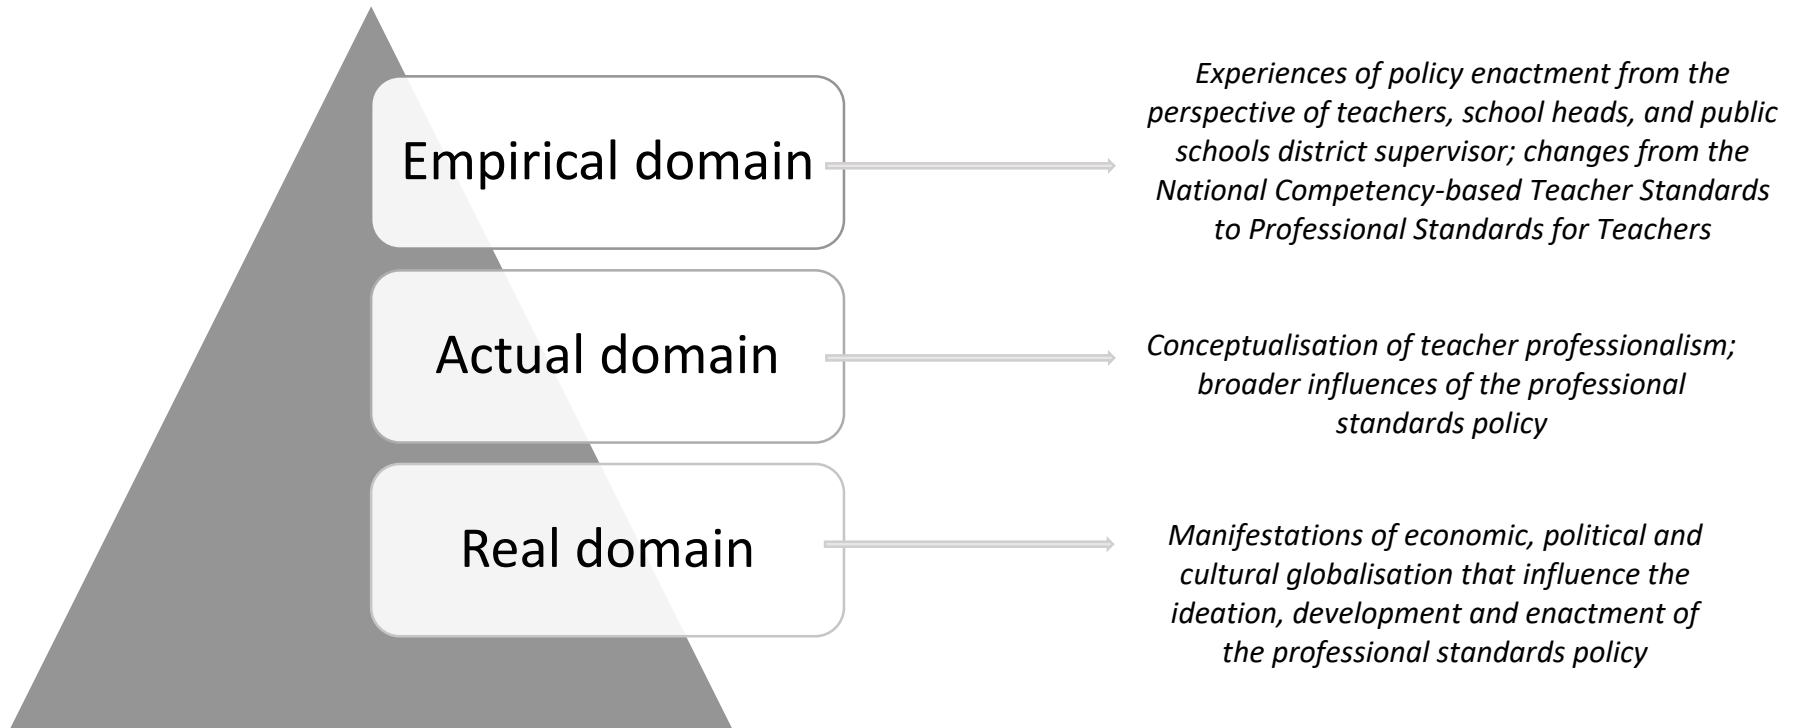 Empirical domain
Experiences of policy enactment from the
perspective of teachers, school heads, and public
schools district supervisor; changes from the
National Competency-based Teacher Standards
to Professional Standards for Teachers
Actual domain
Conceptualisation of teacher professionalism;
broader influences of the professional
standards policy
Real domain
Manifestations of economic, political and
cultural globalisation that influence the
ideation, development and enactment of
the professional standards policy